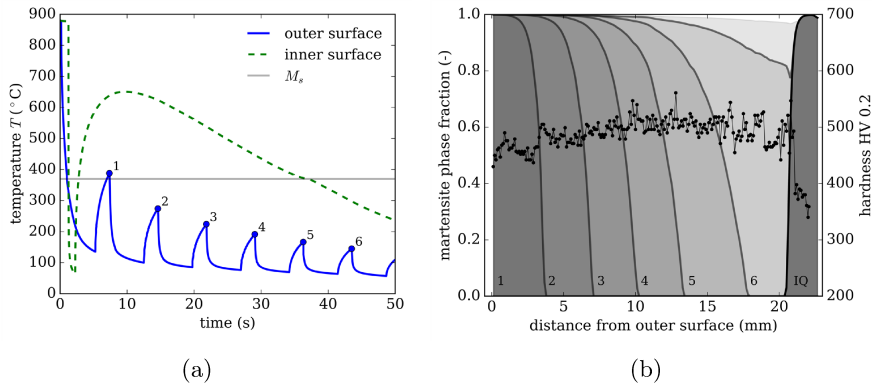 900
800
700
600
500
400
300
200
100
0
temperature T (°C)
0 10 20 30 40 50
time (s)
outer surface
inner surface
Ms
1
2
3
4
5
6
(a)
1.0
0.8
0.6
0.4
0.2
0.0
martensite phase fraction (-)
1 2 3 4 5 6 IQ
0 5 10 15 20
distance from outer surface (mm)
700
600
500
400
300
200
hardness HV 0.2
(b)